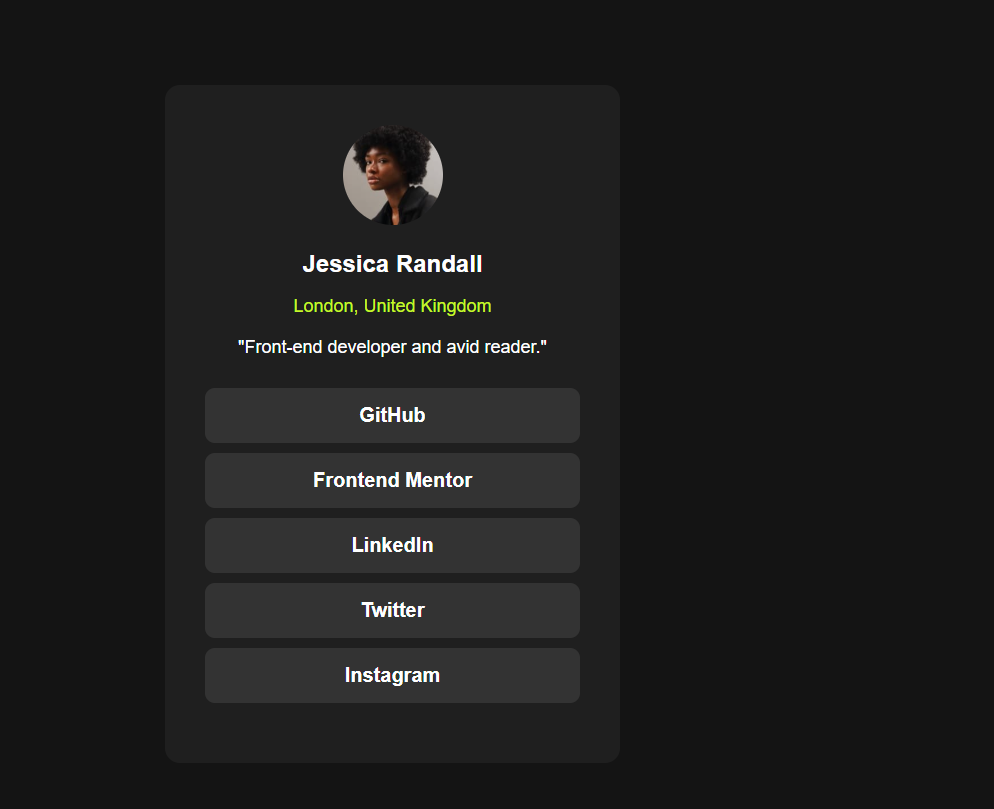 Jessica Randall
London, United Kingdom
"Front-end developer and avid reader."
GitHub
Frontend Mentor
LinkedIn
Twitter
Instagram